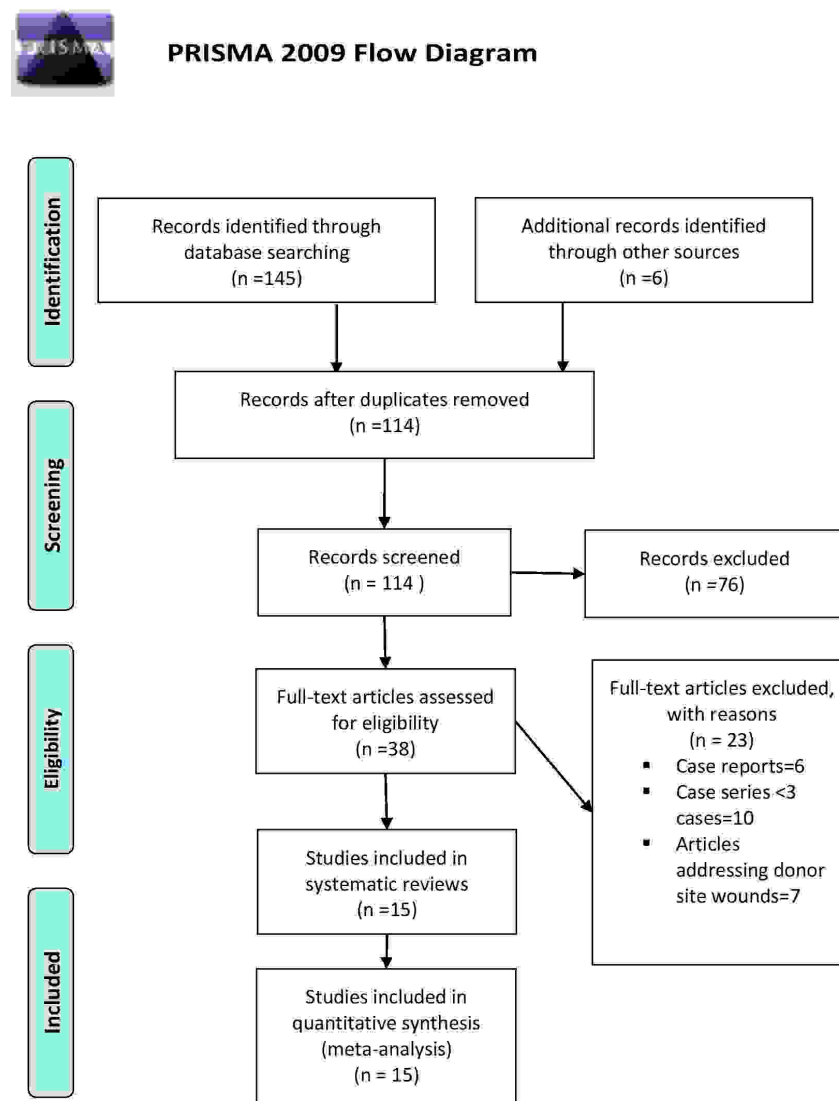 PRISMA
PRISMA 2009 Flow Diagram
Identification
Records identified through
database searching
(n =145)
Additional records identified
through other sources
(n =6)
Records after duplicates removed
(n =114)
Screening
Records screened
(n = 114 )
Records excluded
(n =76)
Eligibility
Full-text articles assessed
for eligibility
(n =38)
Full-text articles excluded,
with reasons
(n = 23)
▪ Case reports=6
▪ Case series <3
cases=10
▪ Articles
addressing donor
site wounds=7
Studies included in
systematic reviews
(n =15)
Included
Studies included in
quantitative synthesis
(meta-analysis)
(n = 15)